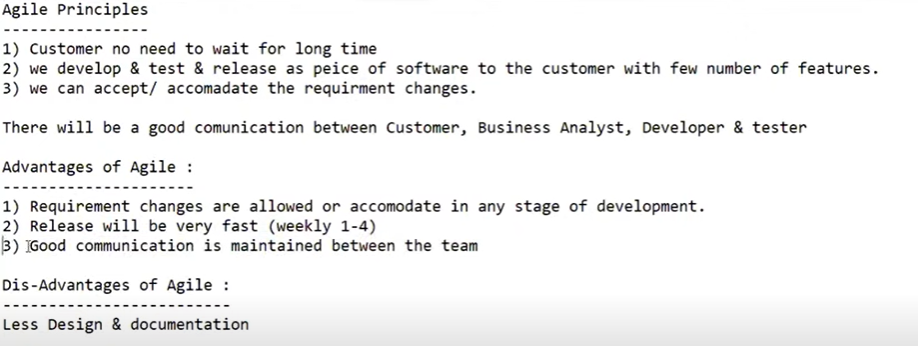 Agile Principles
----------------
1) Customer no need to wait for long time
2) we develop & test & release as peice of software to the customer with few number of features.
3) we can accept/ accomadate the requirment changes.
There will be a good comunication between Customer, Business Analyst, Developer & tester
Advantages of Agile :
---------------------
1) Requirement changes are allowed or accomodate in any stage of development.
2) Release will be very fast (weekly 1-4)
3) Good communication is maintained between the team
Dis-Advantages of Agile :
-------------------------
Less Design & documentation